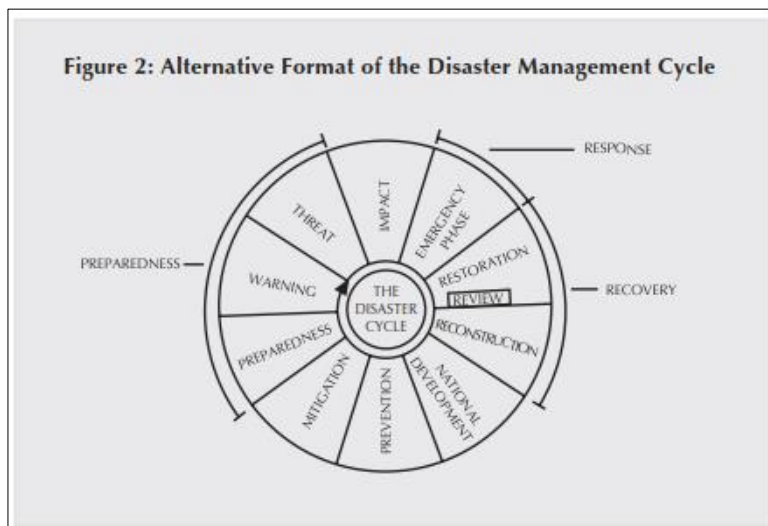 Figure 2: Alternative Format of the Disaster Management Cycle
RESPONSE
IMPACT
EMERGENCY
PHASE
THREAT
RESTORATION
PREPAREDNESS
WARNING
THE
DISASTER
CYCLE
REVIEW
RECOVERY
PREPAREDNESS
RECONSTRUCTION
MITIGATION
PREVENTION
NATIONAL
DEVELOPMENT